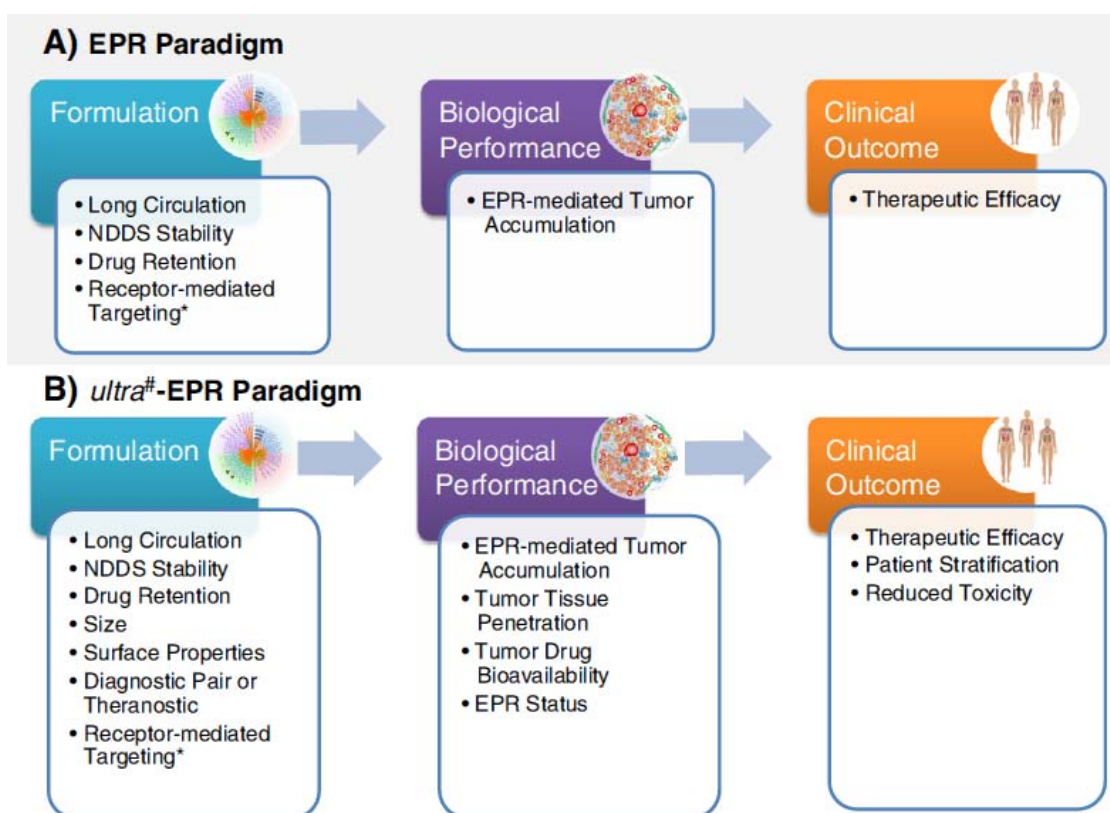 A) EPR Paradigm
Formulation
• Long Circulation
• NDDS Stability
• Drug Retention
• Receptor-mediated
Targeting*
Biological
Performance
• EPR-mediated Tumor
Accumulation
Clinical
Outcome
• Therapeutic Efficacy
B) ultra#-EPR Paradigm
Formulation
• Long Circulation
• NDDS Stability
• Drug Retention
• Size
• Surface Properties
• Diagnostic Pair or
Theranostic
• Receptor-mediated
Targeting*
Biological
Performance
• EPR-mediated Tumor
Accumulation
• Tumor Tissue
Penetration
• Tumor Drug
Bioavailability
• EPR Status
Clinical
Outcome
• Therapeutic Efficacy
• Patient Stratification
• Reduced Toxicity